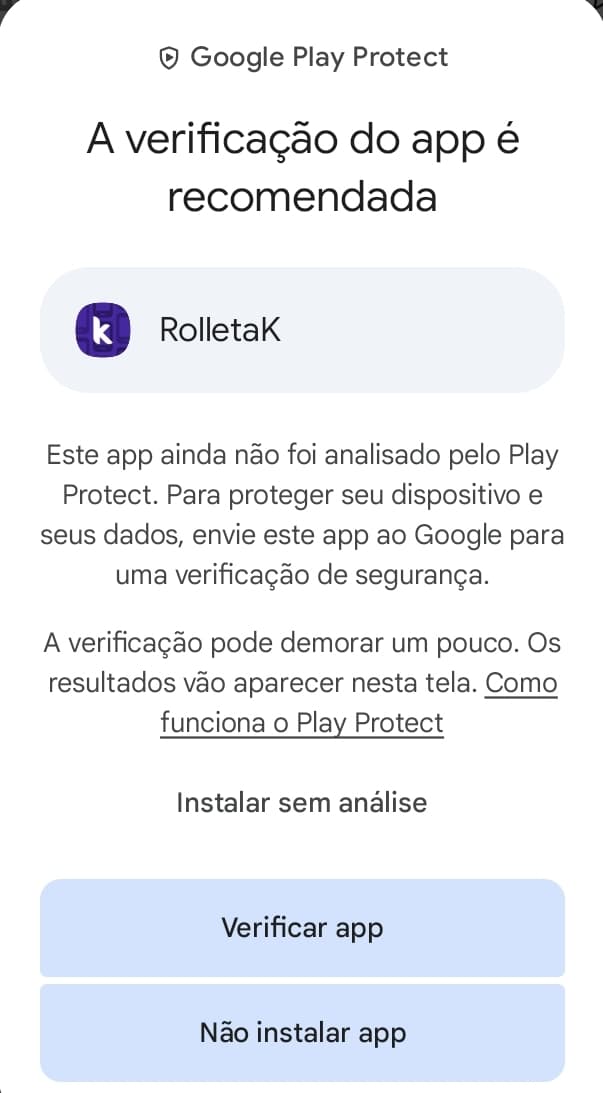 Google Play Protect
A verificação do app é
recomendada
k
RolletaK
Este app ainda não foi analisado pelo Play
Protect. Para proteger seu dispositivo e
seus dados, envie este app ao Google para
uma verificação de segurança.
A verificação pode demorar um pouco. Os
resultados vão aparecer nesta tela. Como
funciona o Play Protect
Instalar sem análise
Verificar app
Não instalar app